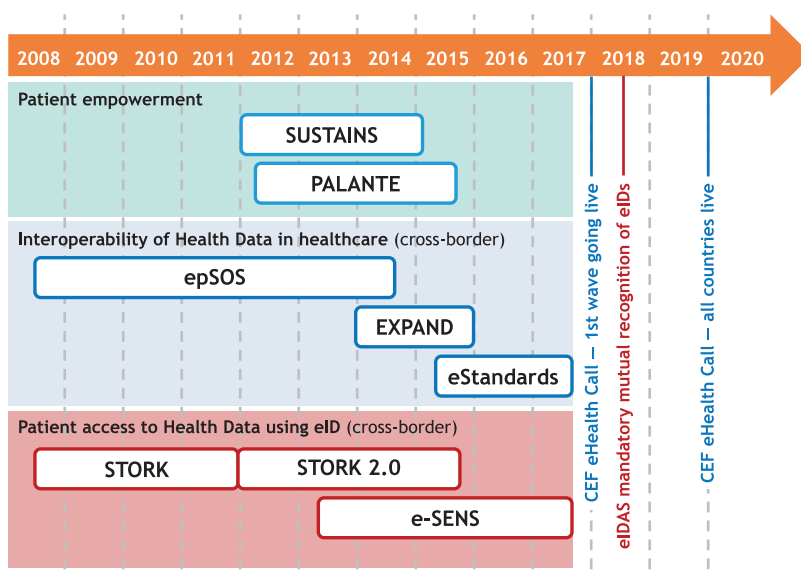 2008 2009 2010 2011 2012 2013 2014 2015 2016 2017 2018 2019 2020
Patient empowerment
SUSTAINS
PALANTE
Interoperability of Health Data in healthcare (cross-border)
epSOS
EXPAND
eStandards
Patient access to Health Data using eID (cross-border)
STORK
STORK 2.0
e-SENS
CEF eHealth Call — 1st wave going live
eIDAS mandatory mutual recognition of eIDs
CEF eHealth Call — all countries live